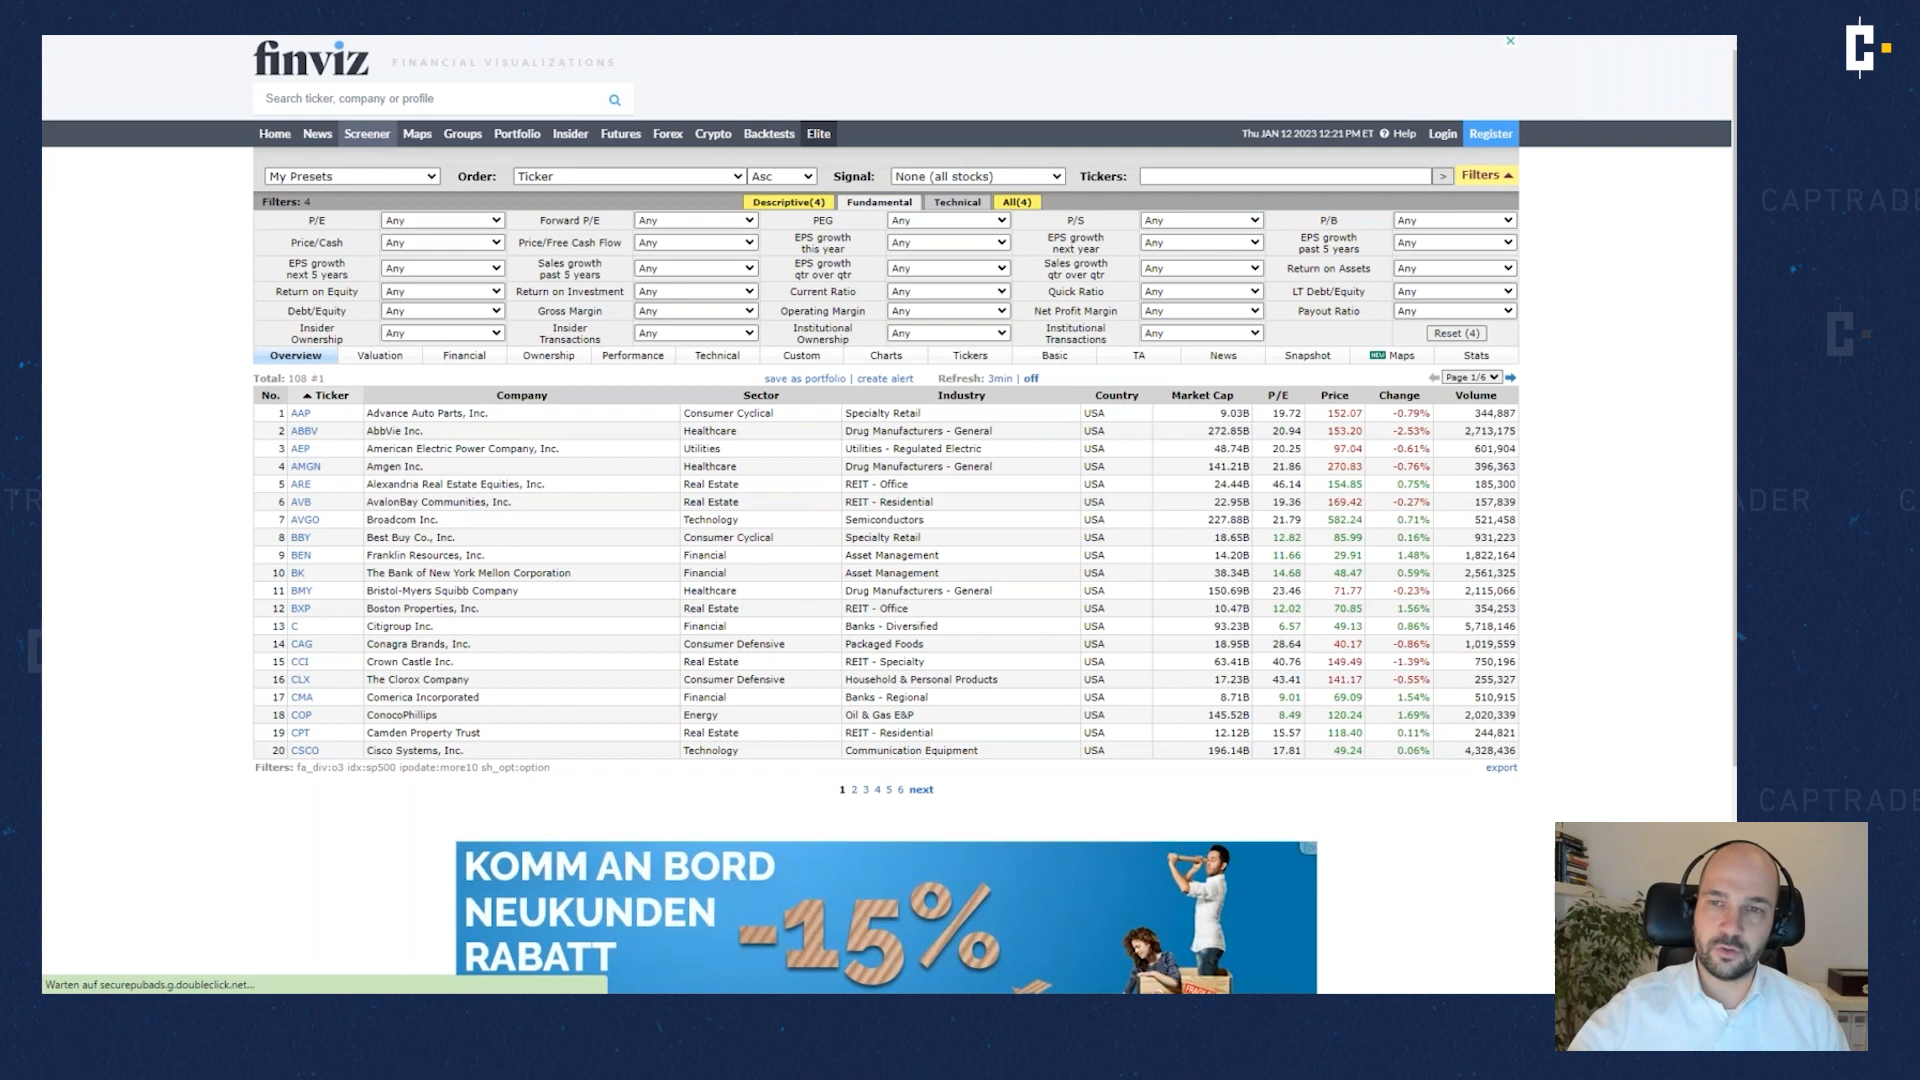 finviz FINANCIAL VISUALIZATIONS
Search ticker, company or profile
Home News Screener Maps Groups Portfolio Insider Futures Forex Crypto Backtests Elite Thu JAN 12 2023 12:21 PM ET Help Login Register
My Presets Order: Ticker Asc Signal: None (all stocks) Tickers: > Filters
Filters: 4 Descriptive(4) Fundamental Technical All(4)
P/E Any Forward P/E Any PEG Any P/S Any P/B Any
Price/Cash Any Price/Free Cash Flow Any EPS growth this year Any EPS growth next year Any EPS growth past 5 years Any
EPS growth next 5 years Any Sales growth past 5 years Any EPS growth qtr over qtr Any Sales growth qtr over qtr Any Return on Assets Any
Return on Equity Any Return on Investment Any Current Ratio Any Quick Ratio Any LT Debt/Equity Any
Debt/Equity Any Gross Margin Any Operating Margin Any Net Profit Margin Any Payout Ratio Any
Insider Ownership Any Insider Transactions Any Institutional Ownership Any Institutional Transactions Any Reset (4)
Overview Valuation Financial Ownership Performance Technical Custom Charts Tickers Basic TA News Snapshot NEW Maps Stats
Total: 108 #1 save as portfolio | create alert Refresh: 3min | off Page 1/6
No. Ticker Company Sector Industry Country Market Cap P/E Price Change Volume
1 AAP Advance Auto Parts, Inc. Consumer Cyclical Specialty Retail USA 9.03B 19.72 152.07 -0.79% 344,887
2 ABBV AbbVie Inc. Healthcare Drug Manufacturers - General USA 272.85B 20.94 153.20 -2.53% 2,713,175
3 AEP American Electric Power Company, Inc. Utilities Utilities - Regulated Electric USA 48.74B 20.25 97.04 -0.61% 601,904
4 AMGN Amgen Inc. Healthcare Drug Manufacturers - General USA 141.21B 21.86 270.83 -0.76% 396,363
5 ARE Alexandria Real Estate Equities, Inc. Real Estate REIT - Office USA 24.44B 46.14 154.85 0.75% 185,300
6 AVB AvalonBay Communities, Inc. Real Estate REIT - Residential USA 22.95B 19.36 169.42 -0.27% 157,839
7 AVGO Broadcom Inc. Technology Semiconductors USA 227.88B 21.79 582.24 0.71% 521,458
8 BBY Best Buy Co., Inc. Consumer Cyclical Specialty Retail USA 18.65B 12.82 85.99 0.16% 931,223
9 BEN Franklin Resources, Inc. Financial Asset Management USA 14.20B 11.66 29.91 1.48% 1,822,164
10 BK The Bank of New York Mellon Corporation Financial Asset Management USA 38.34B 14.68 48.47 0.59% 2,561,325
11 BMY Bristol-Myers Squibb Company Healthcare Drug Manufacturers - General USA 150.69B 23.46 71.77 -0.23% 2,115,066
12 BXP Boston Properties, Inc. Real Estate REIT - Office USA 10.47B 12.02 70.85 1.56% 354,253
13 C Citigroup Inc. Financial Banks - Diversified USA 93.23B 6.57 49.13 0.86% 5,718,146
14 CAG Conagra Brands, Inc. Consumer Defensive Packaged Foods USA 18.95B 28.64 40.17 -0.86% 1,019,559
15 CCI Crown Castle Inc. Real Estate REIT - Specialty USA 63.41B 40.76 149.49 -1.39% 750,196
16 CLX The Clorox Company Consumer Defensive Household & Personal Products USA 17.23B 43.41 141.17 -0.55% 255,327
17 CMA Comerica Incorporated Financial Banks - Regional USA 8.71B 9.01 69.09 1.54% 510,915
18 COP ConocoPhillips Energy Oil & Gas E&P USA 145.52B 8.49 120.24 1.69% 2,020,339
19 CPT Camden Property Trust Real Estate REIT - Residential USA 12.12B 15.57 118.40 0.11% 244,821
20 CSCO Cisco Systems, Inc. Technology Communication Equipment USA 196.14B 17.81 49.24 0.06% 4,328,436
Filters: fa_div:o3 idx:sp500 ipodate:more10 sh_opt:option export
1 2 3 4 5 6 next
KOMM AN BORD
NEUKUNDEN
RABATT
-15%
Warten auf securepubads.g.doubleclick.net...
CAPTRADE
TR
ADER
C
CAPTRADE